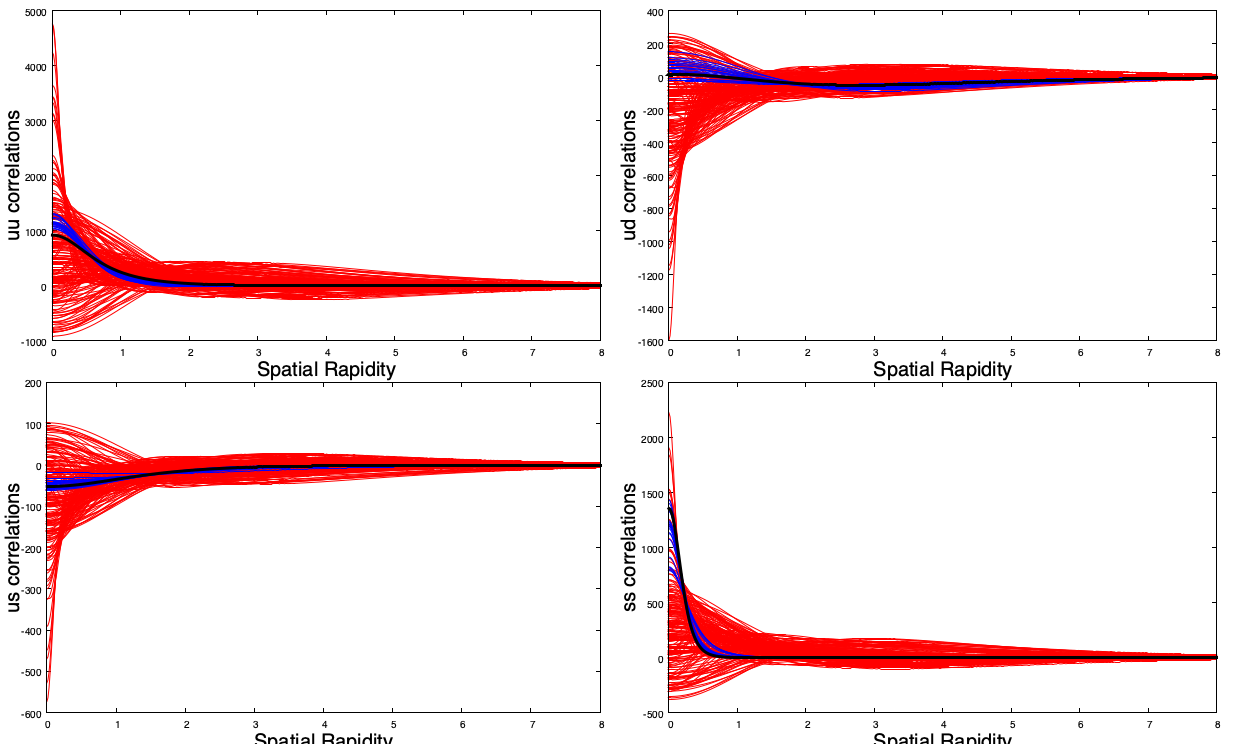 5000
4000
3000
2000
1000
0
-1000
uu correlations
0 1 2 3 4 5 6 7 8
Spatial Rapidity
400
200
0
-200
-400
-600
-800
-1000
-1200
-1400
-1600
ud correlations
0 1 2 3 4 5 6 7 8
Spatial Rapidity
200
100
0
-100
-200
-300
-400
-500
-600
us correlations
0 1 2 3 4 5 6 7 8
Spatial Rapidity
2500
2000
1500
1000
500
0
-500
ss correlations
0 1 2 3 4 5 6 7 8
Spatial Rapidity